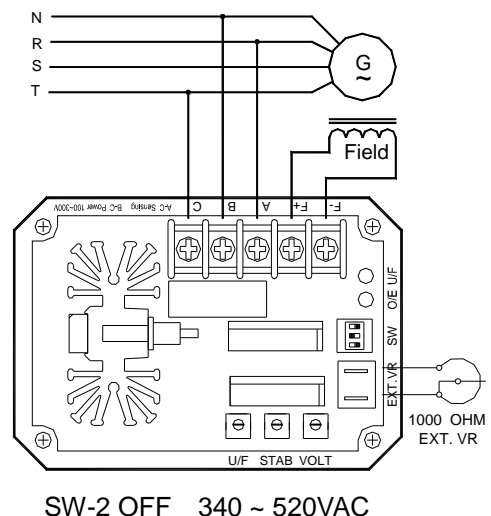 N
R
S
T
G
~
Field
A-C Sensing B-C Power 100~300V
C
B
A
F+
F-
O/E U/F
SW
EXT. VR
1000 OHM
EXT. VR
U/F STAB VOLT
SW-2 OFF 340 ~ 520VAC